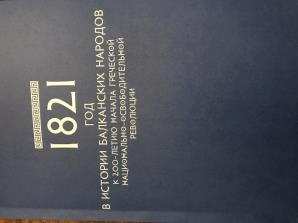 1821
ГОД
В ИСТОРИИ БАЛКАНСКИХ НАРОДОВ
К 200-ЛЕТИЮ НАЧАЛА ГРЕЧЕСКОЙ
НАЦИОНАЛЬНО-ОСВОБОДИТЕЛЬНОЙ
РЕВОЛЮЦИИ